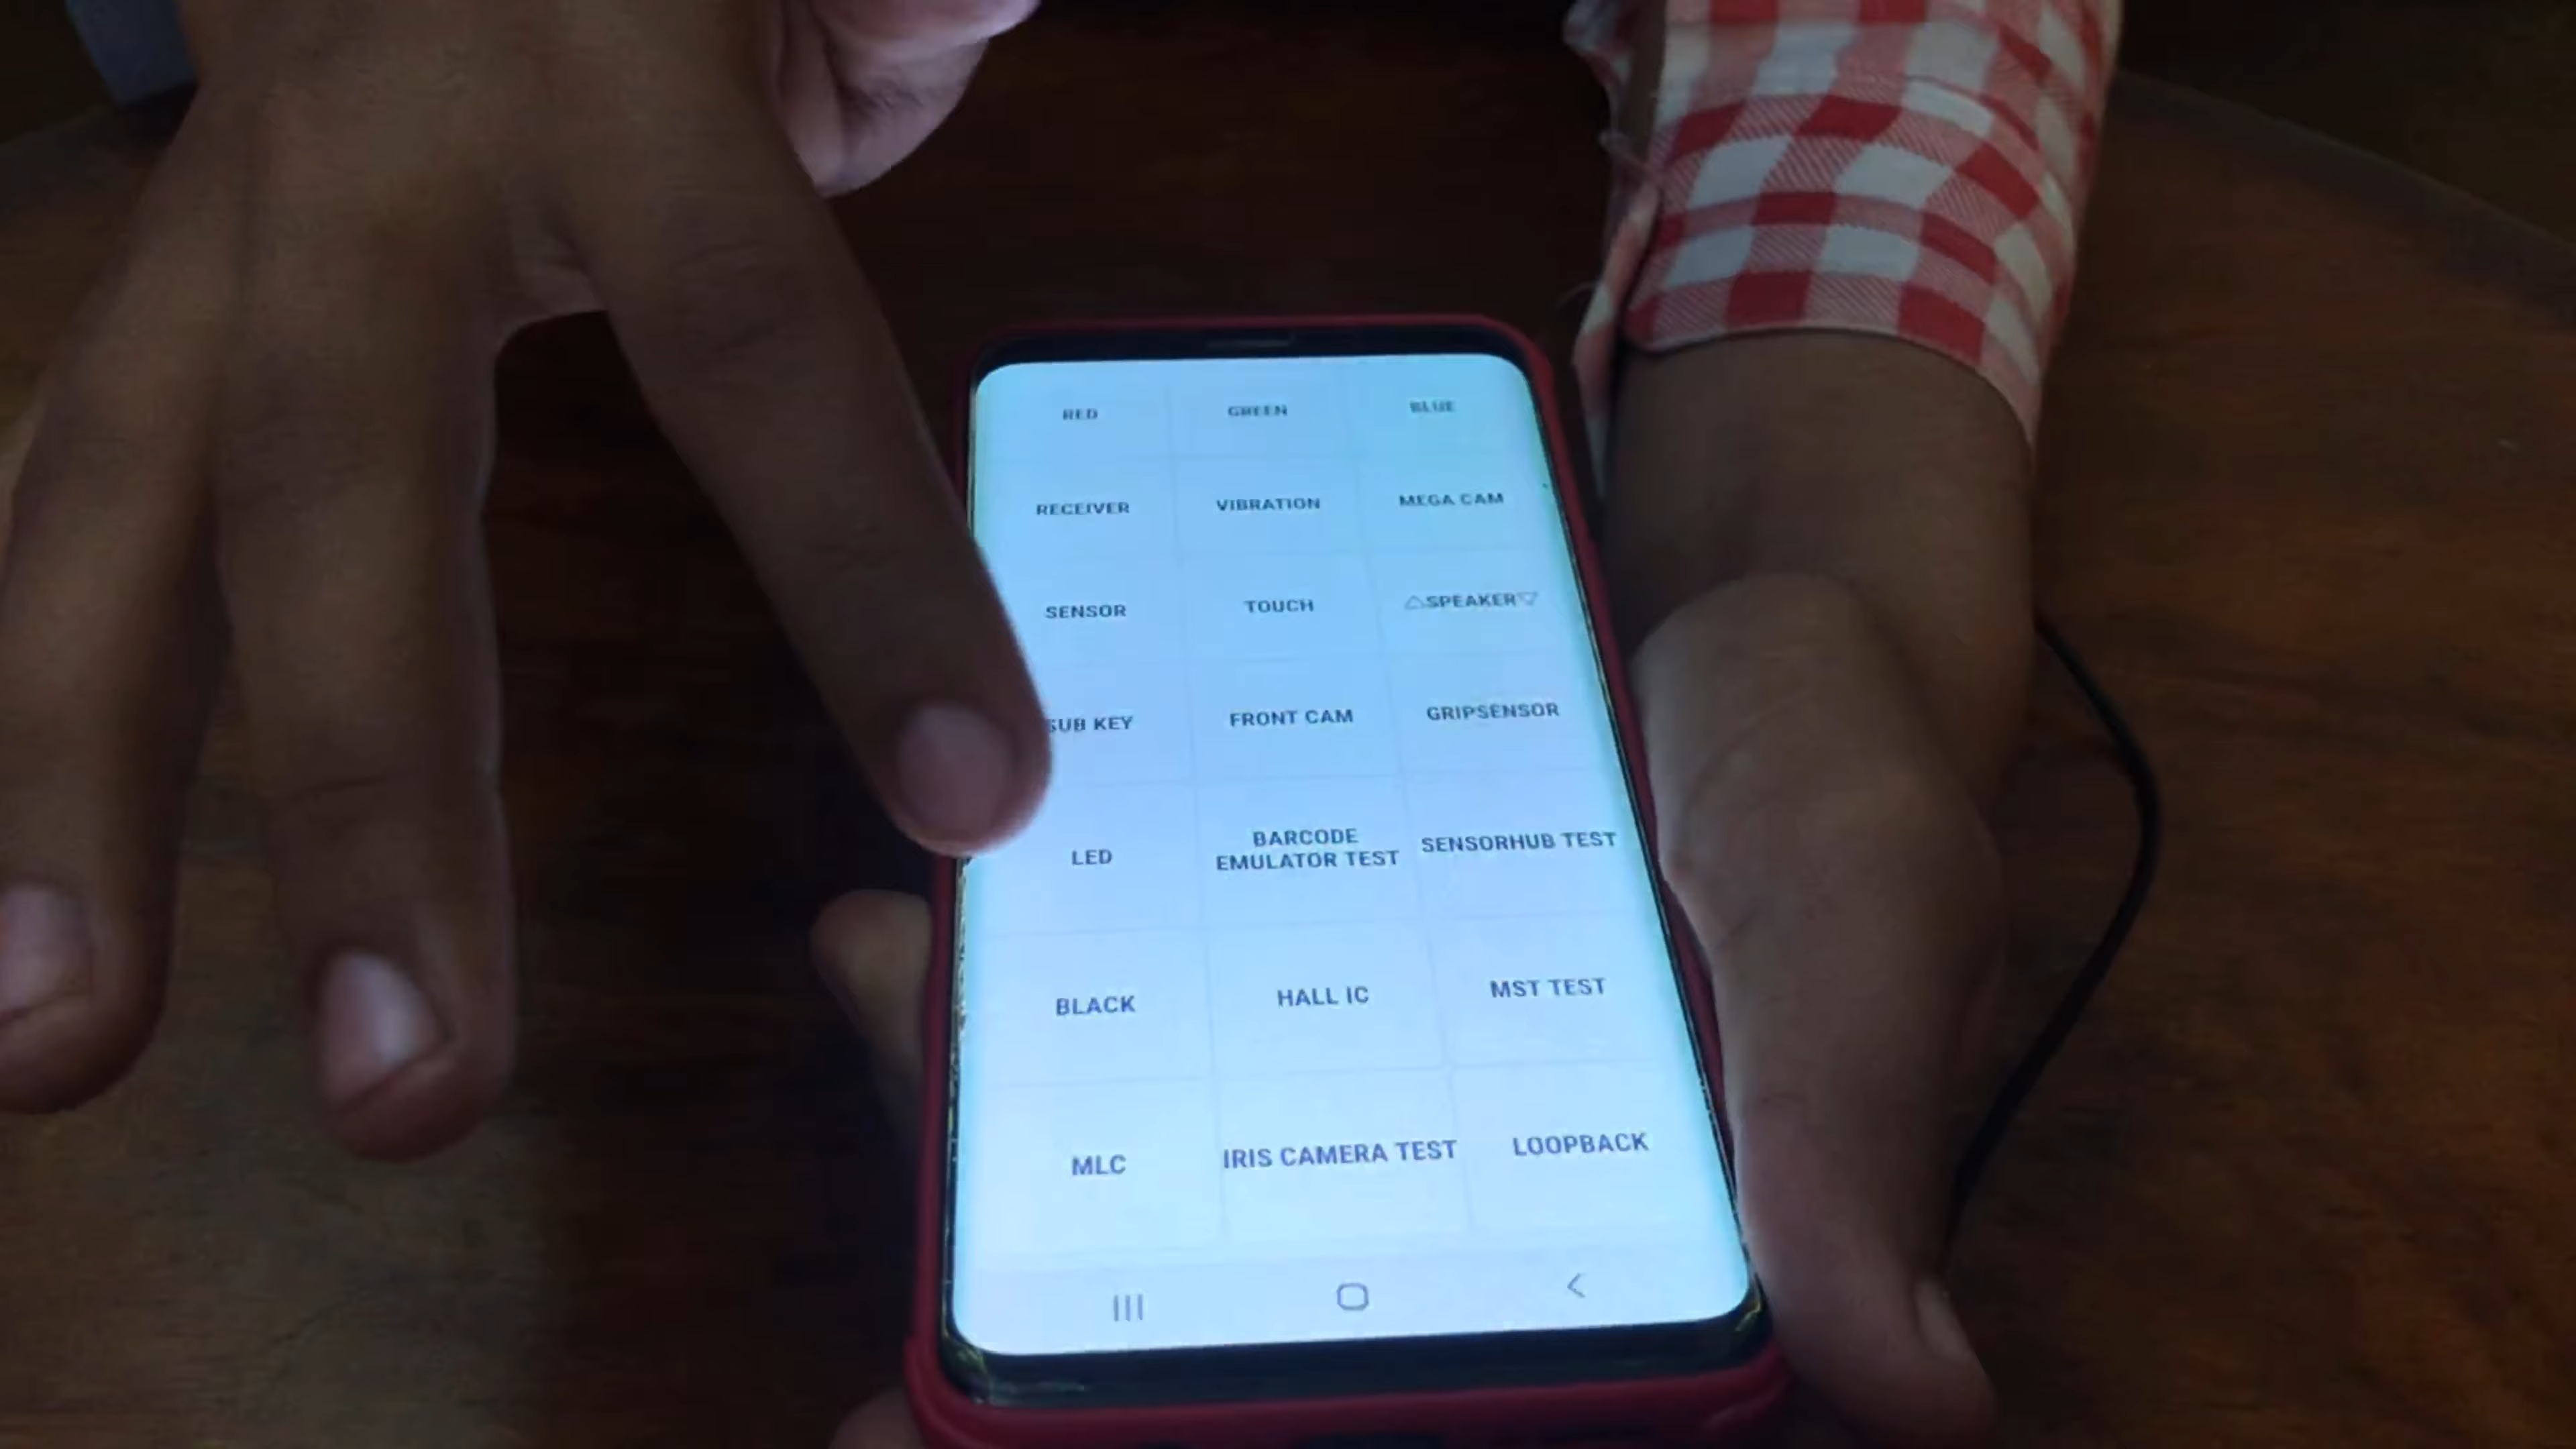 RED GREEN BLUE
RECEIVER VIBRATION MEGA CAM
SENSOR TOUCH △SPEAKER▽
SUB KEY FRONT CAM GRIPSENSOR
LED BARCODE EMULATOR TEST SENSORHUB TEST
BLACK HALL IC MST TEST
MLC IRIS CAMERA TEST LOOPBACK